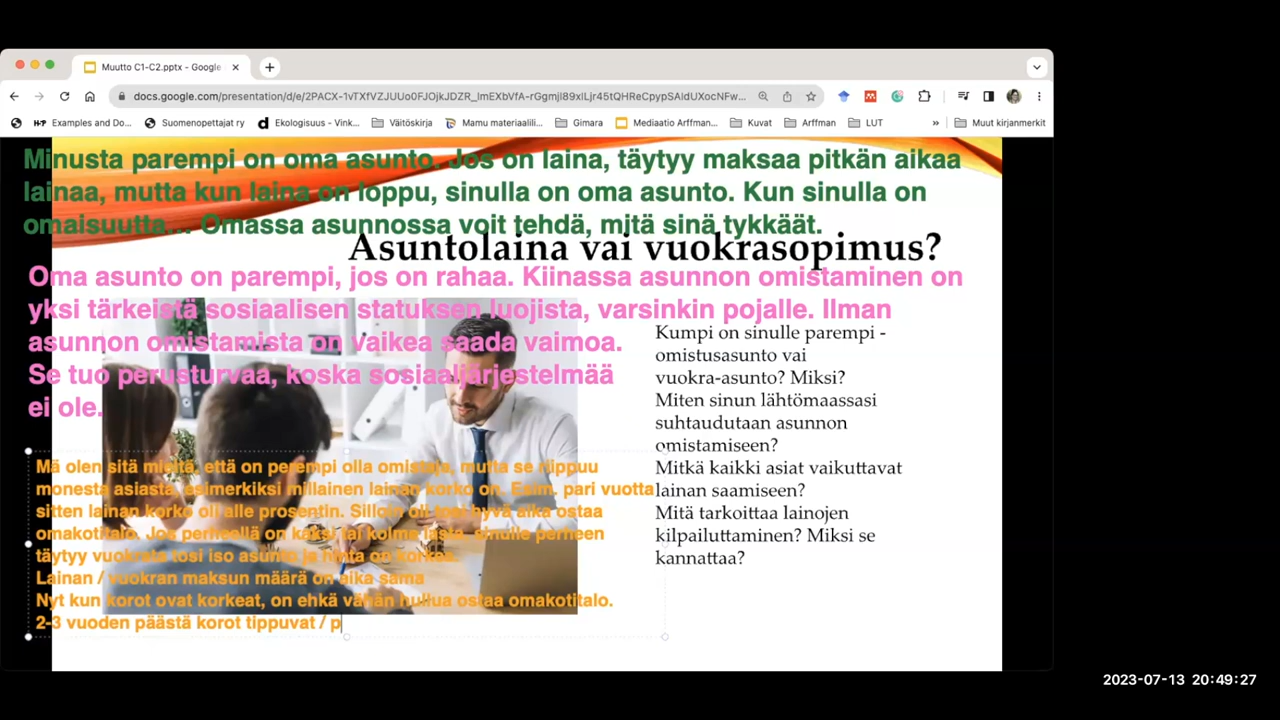 Muutto C1-C2.pptx - Google
docs.google.com/presentation/d/e/2PACX-1vTXfVZJUUo0FJOjkJDZR_lmEXbVfA-rGgmjl89xlLjr45tQHReCpypSAldUXocNFw...
Examples and Do...
Suomenopettajat ry
Ekologisuus - Vink...
Väitöskirja
Mamu materiaalili...
Gimara
Mediaatio Arffman...
Kuvat
Arffman
LUT
»
Muut kirjanmerkit
Minusta parempi on oma asunto. Jos on laina, täytyy maksaa pitkän aikaa
lainaa, mutta kun laina on loppu, sinulla on oma asunto. Kun sinulla on
omaisuutta... Omassa asunnossa voit tehdä, mitä sinä tykkäät.
Asuntolaina vai vuokrasopimus?
Oma asunto on parempi, jos on rahaa. Kiinassa asunnon omistaminen on
yksi tärkeistä sosiaalisen statuksen luojista, varsinkin pojalle. Ilman
asunnon omistamista on vaikea saada vaimoa.
Se tuo perusturvaa, koska sosiaalijärjestelmää
ei ole.
Kumpi on sinulle parempi -
omistusasunto vai
vuokra-asunto? Miksi?
Miten sinun lähtömaassasi
suhtaudutaan asunnon
omistamiseen?
Mitkä kaikki asiat vaikuttavat
lainan saamiseen?
Mitä tarkoittaa lainojen
kilpailuttaminen? Miksi se
kannattaa?
Mä olen sitä mieltä, että on perempi olla omistaja, mutta se riippuu
monesta asiasta, esimerkiksi millainen lainan korko on. Esim. pari vuotta
sitten lainan korko oli alle prosentin. Silloin oli tosi hyvä aika ostaa
omakotitalo. Jos perheellä on kaksi tai kolme lasta, sinulle perheen
täytyy vuokrata tosi iso asunto ja hinta on korkea.
Lainan / vuokran maksun määrä on aika sama
Nyt kun korot ovat korkeat, on ehkä vähän hullua ostaa omakotitalo.
2-3 vuoden päästä korot tippuvat / p
2023-07-13 20:49:27